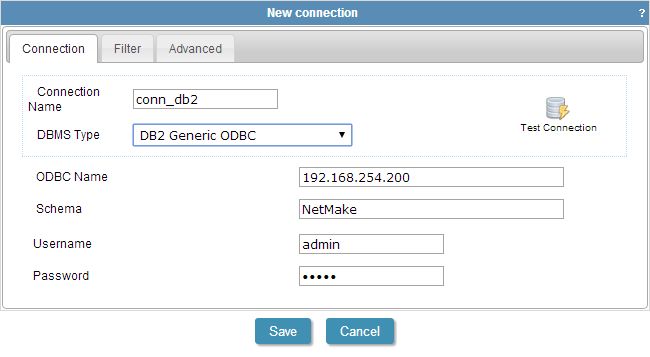 New connection ?
Connection Filter Advanced
Connection
Name conn_db2
DBMS Type DB2 Generic ODBC
Test Connection
ODBC Name 192.168.254.200
Schema NetMake
Username admin
Password •••••
Save Cancel